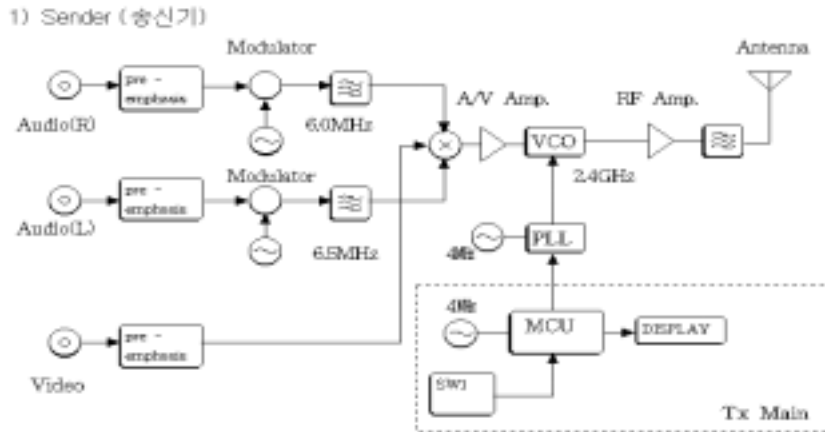 1) Sender (송신기)
Modulator
Antenna
pre -
emphasis
A/V Amp.
RF Amp.
Audio(R)
6.0MHz
VCO
Modulator
2.4GHz
pre -
emphasis
Audio(L)
6.5MHz
4MHz
PLL
4MHz
MCU
DISPLAY
pre -
emphasis
Video
SW1
Tx Main